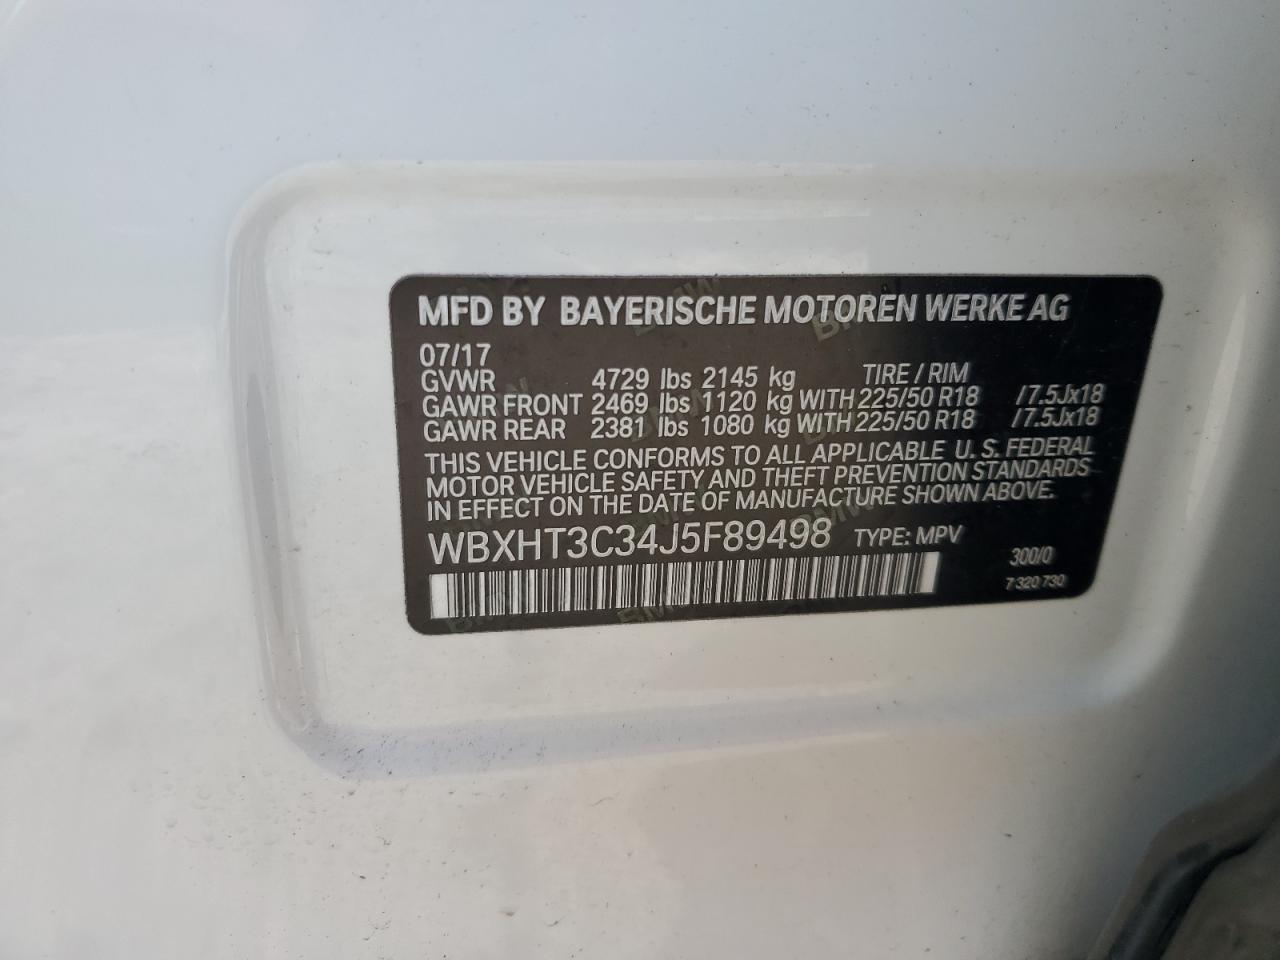 MFD BY BAYERISCHE MOTOREN WERKE AG
07/17
GVWR 4729 lbs 2145 kg TIRE / RIM
GAWR FRONT 2469 lbs 1120 kg WITH 225/50 R18 /7.5Jx18
GAWR REAR 2381 lbs 1080 kg WITH 225/50 R18 /7.5Jx18
THIS VEHICLE CONFORMS TO ALL APPLICABLE U. S. FEDERAL
MOTOR VEHICLE SAFETY AND THEFT PREVENTION STANDARDS
IN EFFECT ON THE DATE OF MANUFACTURE SHOWN ABOVE.
WBXHT3C34J5F89498 TYPE: MPV
300/0
7 320 730